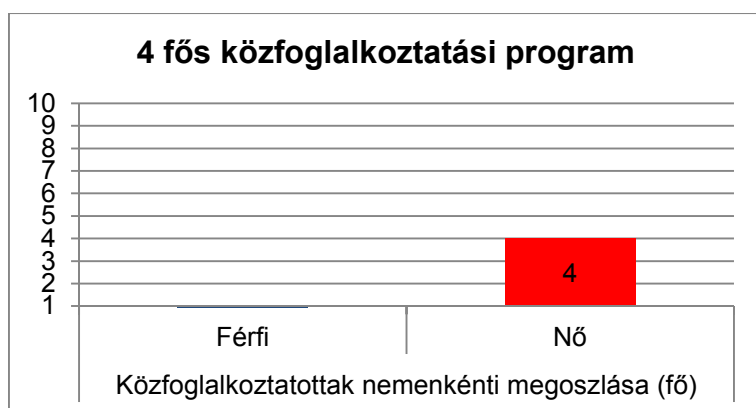 4 fős közfoglalkoztatási program
10
9
8
7
6
5
4
3
2
1
4
Férfi
Nő
Közfoglalkoztatottak nemenkénti megoszlása (fő)